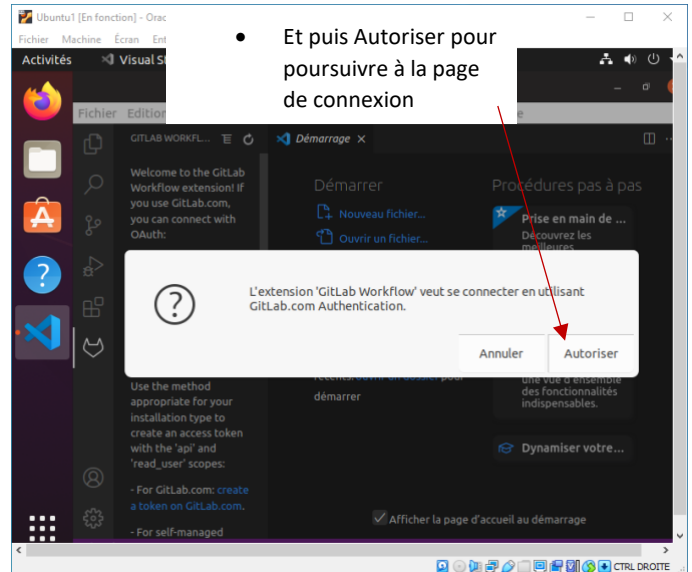 Ubuntu1 [En fonction] - Orac
Fichier Machine Écran Ent
• Et puis Autoriser pour
poursuivre à la page
de connexion
Activités
Visual S
Fichier Edition
e
GITLAB WORKFL...
Démarrage
Welcome to the GitLab
Workflow extension! If
you use GitLab.com,
you can connect with
OAuth:
Démarrer
Nouveau fichier...
Ouvrir un fichier...
Procédures pas à pas
Prise en main de ...
Découvrez les
meilleures
L'extension 'GitLab Workflow' veut se connecter en utilisant
GitLab.com Authentication.
Annuler
Autoriser
récents, ouvrir un dossier pour
démarrer
une vue d'ensemble
des fonctionnalités
indispensables.
Use the method
appropriate for your
installation type to
create an access token
with the 'api' and
'read_user' scopes:
Dynamiser votre...
- For GitLab.com: create
a token on GitLab.com.
- For self-managed
Afficher la page d'accueil au démarrage
CTRL DROITE